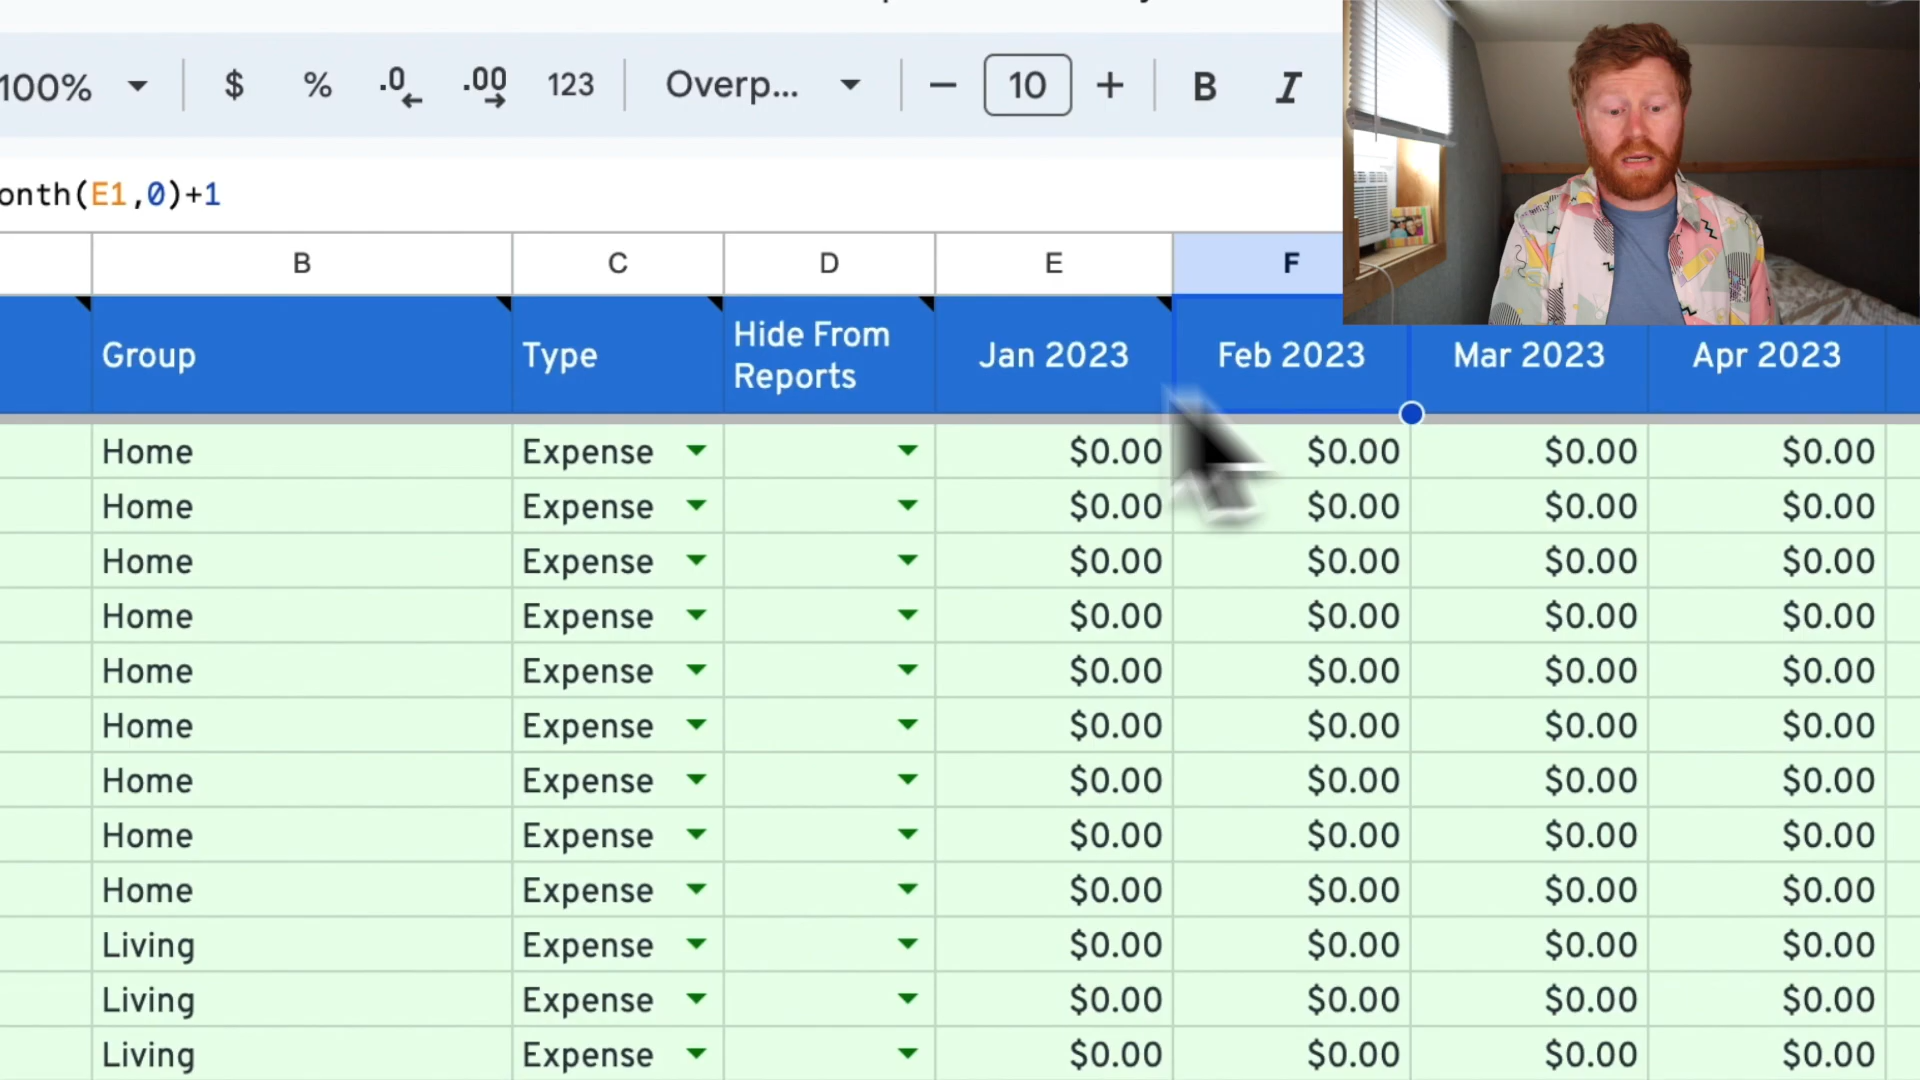 100% $ % .0 .00 123 Overp... 10 B I
onth(E1,0)+1
B C D E F
Group Type Hide From Reports Jan 2023 Feb 2023 Mar 2023 Apr 2023
Home Expense $0.00 $0.00 $0.00 $0.00
Home Expense $0.00 $0.00 $0.00 $0.00
Home Expense $0.00 $0.00 $0.00 $0.00
Home Expense $0.00 $0.00 $0.00 $0.00
Home Expense $0.00 $0.00 $0.00 $0.00
Home Expense $0.00 $0.00 $0.00 $0.00
Home Expense $0.00 $0.00 $0.00 $0.00
Home Expense $0.00 $0.00 $0.00 $0.00
Home Expense $0.00 $0.00 $0.00 $0.00
Living Expense $0.00 $0.00 $0.00 $0.00
Living Expense $0.00 $0.00 $0.00 $0.00
Living Expense $0.00 $0.00 $0.00 $0.00